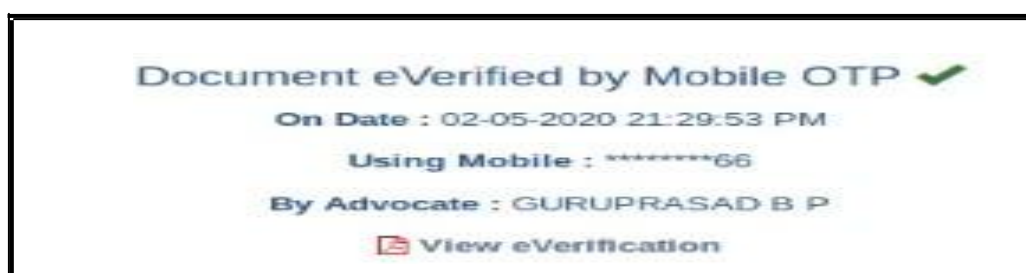 Document eVerified by Mobile OTP ✔
On Date : 02-05-2020 21:29:53 PM
Using Mobile : ********66
By Advocate : GURUPRASAD B P
View eVerification